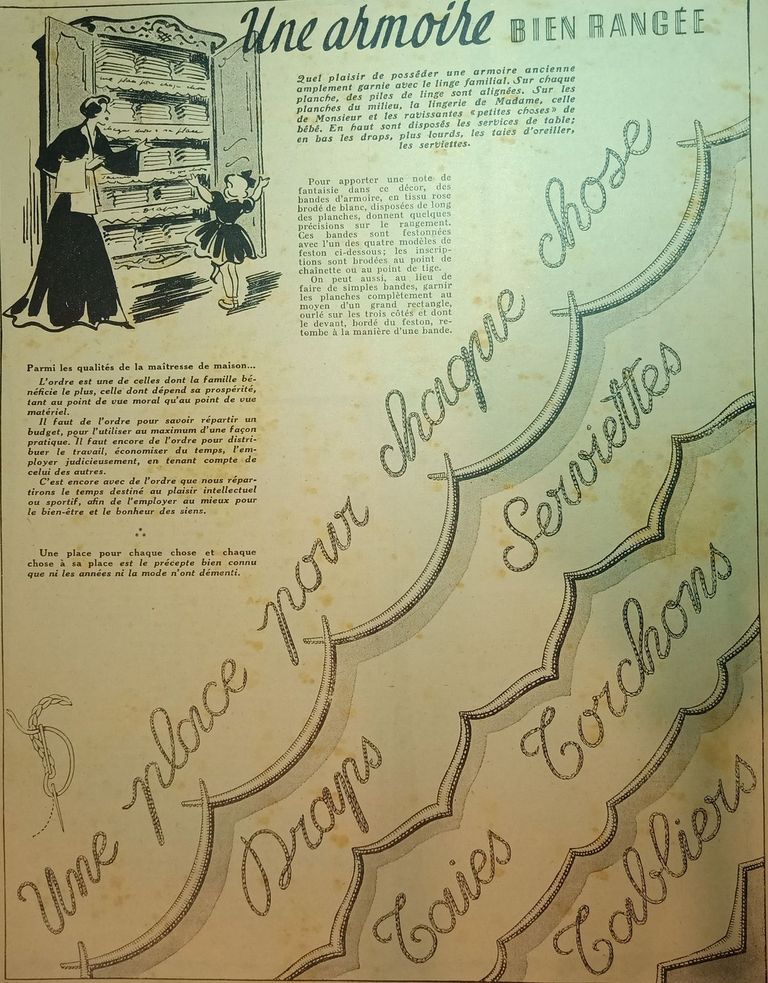 Une armoire BIEN RANGÉE
Quel plaisir de posséder une armoire ancienne
amplement garnie avec le linge familial. Sur chaque
planche, des piles de linge sont alignées. Sur les
planches du milieu, la lingerie de Madame, celle
de Monsieur et les ravissantes «petites choses» de
bébé. En haut sont disposés les services de table;
en bas les draps, plus lourds, les taies d'oreiller,
les serviettes.
Pour apporter une note de
fantaisie dans ce décor, des
bandes d'armoire, en tissu rose
brodé de blanc, disposées de long
des planches, donnent quelques
précisions sur le rangement.
Ces bandes sont festonnées
avec l'un des quatre modèles de
feston ci-dessous; les inscrip-
tions sont brodées au point de
chaînette ou au point de tige.
On peut aussi, au lieu de
faire de simples bandes, garnir
les planches complètement au
moyen d'un grand rectangle,
ourlé sur les trois côtés et dont
le devant, bordé du feston, re-
tombe à la manière d'une bande.
Parmi les qualités de la maîtresse de maison...
L'ordre est une de celles dont la famille bé-
néficie le plus, celle dont dépend sa prospérité,
tant au point de vue moral qu'au point de vue
matériel.
Il faut de l'ordre pour savoir répartir un
budget, pour l'utiliser au maximum d'une façon
pratique. Il faut encore de l'ordre pour distri-
buer le travail, économiser du temps, l'em-
ployer judicieusement, en tenant compte de
celui des autres.
C'est encore avec de l'ordre que nous répar-
tirons le temps destiné au plaisir intellectuel
ou sportif, afin de l'employer au mieux pour
le bien-être et le bonheur des siens.
Une place pour chaque chose et chaque
chose à sa place est le précepte bien connu
que ni les années ni la mode n'ont démenti.
Une place pour chaque chose
Draps
Serviettes
Taies
Torchons
Tabliers